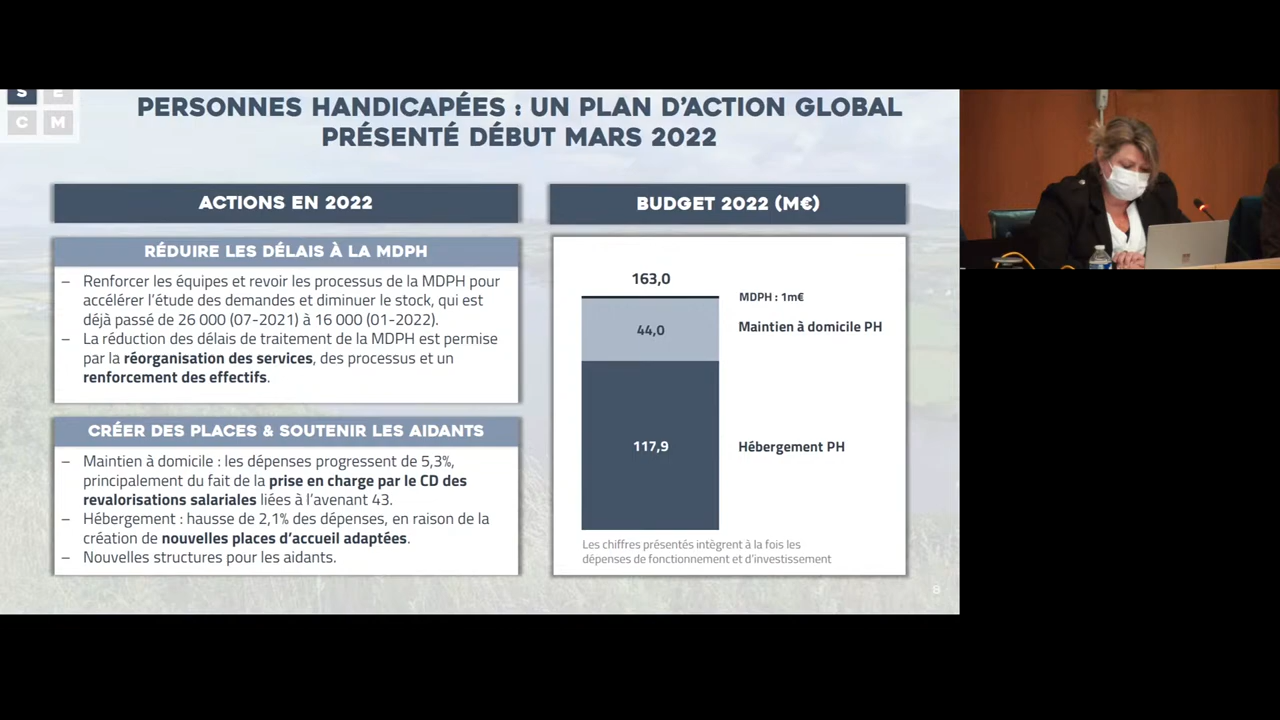 S E
C M
PERSONNES HANDICAPÉES : UN PLAN D'ACTION GLOBAL
PRÉSENTÉ DÉBUT MARS 2022
ACTIONS EN 2022
RÉDUIRE LES DÉLAIS À LA MDPH
– Renforcer les équipes et revoir les processus de la MDPH pour
accélérer l'étude des demandes et diminuer le stock, qui est
déjà passé de 26 000 (07-2021) à 16 000 (01-2022).
– La réduction des délais de traitement de la MDPH est permise
par la réorganisation des services, des processus et un
renforcement des effectifs.
CRÉER DES PLACES & SOUTENIR LES AIDANTS
– Maintien à domicile : les dépenses progressent de 5,3%,
principalement du fait de la prise en charge par le CD des
revalorisations salariales liées à l'avenant 43.
– Hébergement : hausse de 2,1% des dépenses, en raison de la
création de nouvelles places d'accueil adaptées.
– Nouvelles structures pour les aidants.
BUDGET 2022 (M€)
163,0
MDPH : 1m€
44,0
Maintien à domicile PH
117,9
Hébergement PH
Les chiffres présentés intègrent à la fois les
dépenses de fonctionnement et d'investissement
8